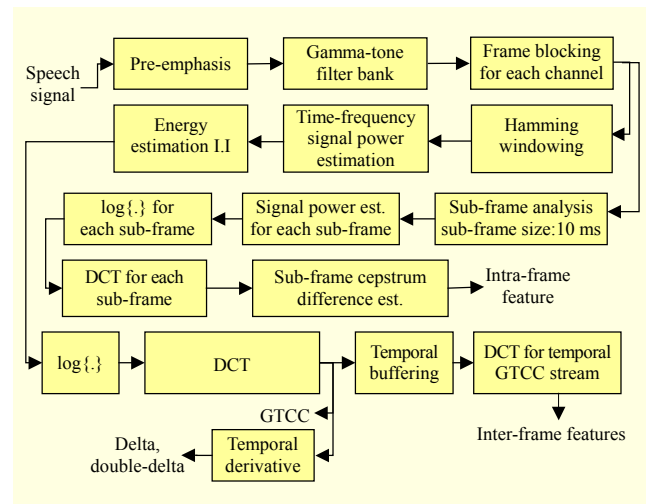 Speech
signal
Pre-emphasis
Gamma-tone
filter bank
Frame blocking
for each channel
Energy
estimation I.I
Time-frequency
signal power
estimation
Hamming
windowing
log{.} for
each sub-frame
Signal power est.
for each sub-frame
Sub-frame analysis
sub-frame size:10 ms
DCT for each
sub-frame
Sub-frame cepstrum
difference est.
Intra-frame
feature
log{.}
DCT
Temporal
buffering
DCT for temporal
GTCC stream
GTCC
Inter-frame features
Delta,
double-delta
Temporal
derivative